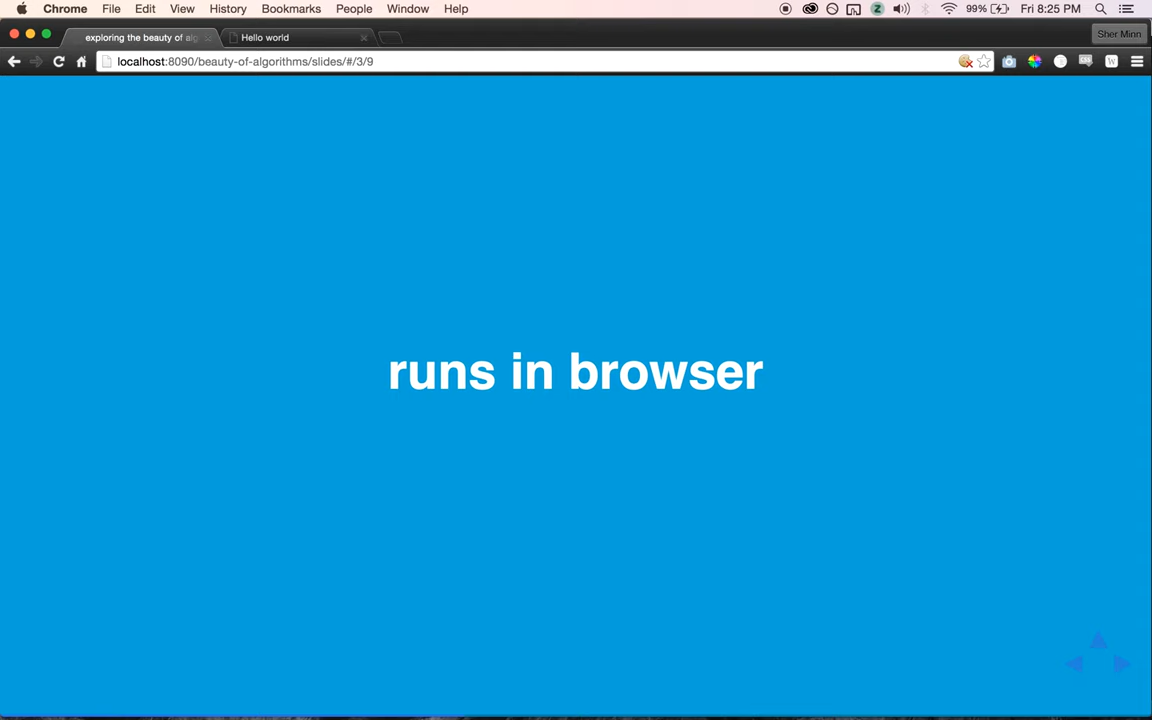 Chrome File Edit View History Bookmarks People Window Help Z 99% Fri 8:25 PM
exploring the beauty of alg Hello world Sher Minn
localhost:8090/beauty-of-algorithms/slides/#/3/9 W
runs in browser